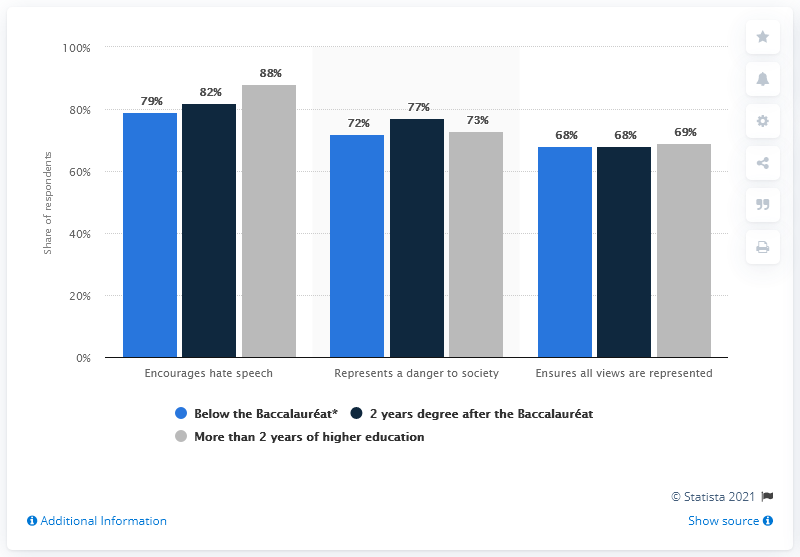 100%
80%
60%
40%
20%
0%
Share of respondents
79%
82%
88%
72%
77%
73%
68%
68%
69%
Encourages hate speech
Represents a danger to society
Ensures all views are represented
Below the Baccalauréat*
2 years degree after the Baccalauréat
More than 2 years of higher education
© Statista 2021
Additional Information
Show source